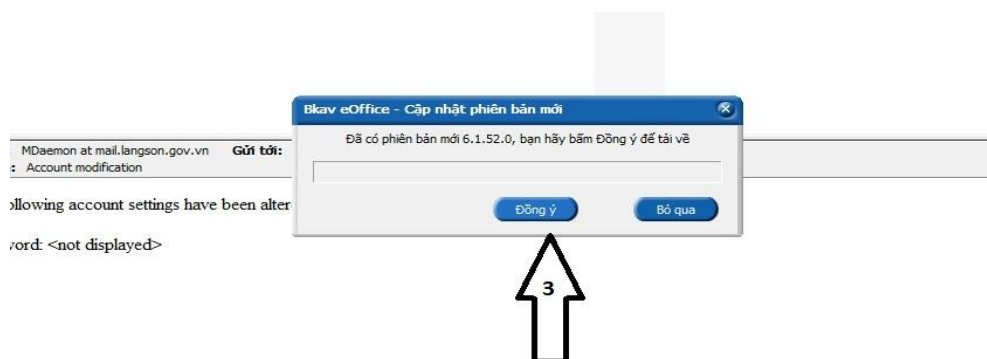 Bkav eOffice - Cập nhật phiên bản mới
Đã có phiên bản mới 6.1.52.0, bạn hãy bấm Đồng ý để tải về
MDaemon at mail.langson.gov.vn Gửi tới:
: Account modification
ollowing account settings have been alter
Đồng ý Bỏ qua
vord: <not displayed>
3